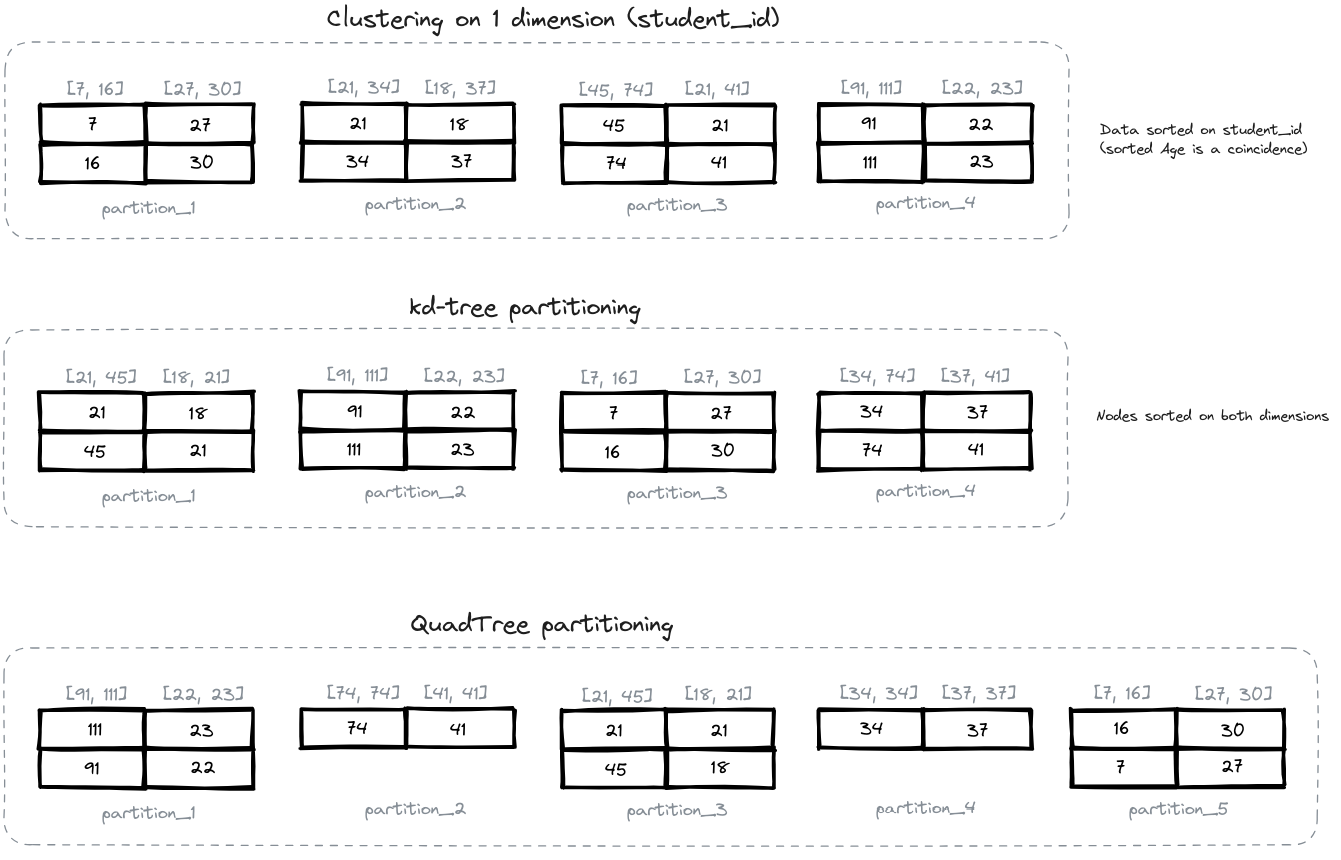 Clustering on 1 dimension (student_id)
[7, 16] [27, 30] [21, 34] [18, 37] [45, 74] [21, 41] [91, 111] [22, 23]
7 27 21 18 45 21 91 22
16 30 34 37 74 41 111 23
partition_1 partition_2 partition_3 partition_4
Data sorted on student_id
(sorted Age is a coincidence)
kd-tree partitioning
[21, 45] [18, 21] [91, 111] [22, 23] [7, 16] [27, 30] [34, 74] [37, 41]
21 18 91 22 7 27 34 37
45 21 111 23 16 30 74 41
partition_1 partition_2 partition_3 partition_4
Nodes sorted on both dimensions
QuadTree partitioning
[91, 111] [22, 23] [74, 74] [41, 41] [21, 45] [18, 21] [34, 34] [37, 37] [7, 16] [27, 30]
111 23 74 41 21 21 34 37 16 30
91 22 45 18 7 27
partition_1 partition_2 partition_3 partition_4 partition_5